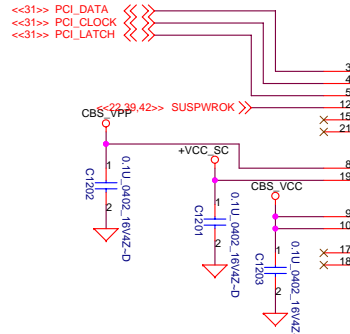 <<31>> PCI_DATA
<<31>> PCI_CLOCK
<<31>> PCI_LATCH
3
4
5
<<22,39,42>> SUSPWROK
12
15
21
CBS_VPP
8
+VCC_SC
19
1
C1202
0.1U_0402_16V4Z~D
2
CBS_VCC
1
C1201
0.1U_0402_16V4Z~D
2
9
10
1
C1203
0.1U_0402_16V4Z
2
17
18